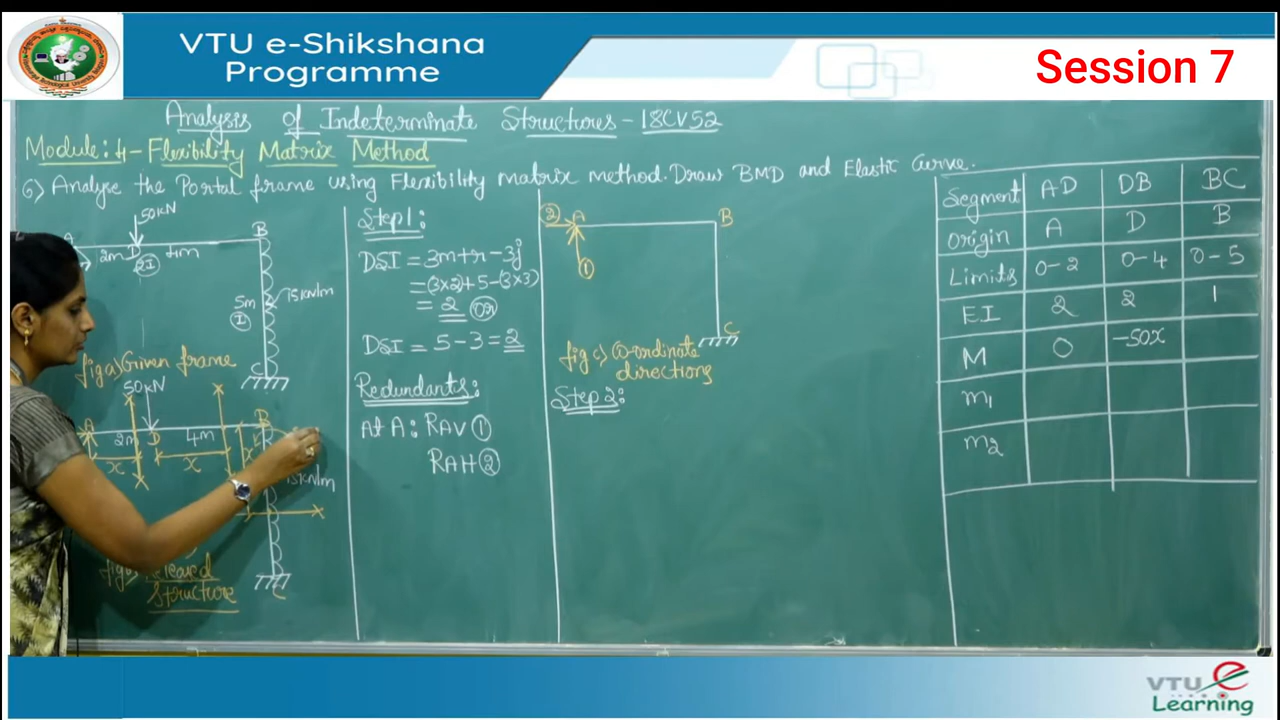 VTU e-Shikshana
Programme
Session 7
Analysis of Indeterminate Structures - 18CV52
Module: 4 - Flexibility Matrix Method
6) Analyse the Portal frame using Flexibility matrix method. Draw BMD and Elastic Curve.
50KN
A B
2m D 4m
2I
5m 15KN/m
I
C
fig a) Given frame
50KN
A B
2m D 4m
x x x
15KN/m
Released
Structure
C
Step 1:
DSI = 3m+r-3j
= (3x2)+5-(3x3)
= 2 Or
DSI = 5-3 = 2
Redundants:
At A: RAV ①
RAH ②
② A B
①
C
fig c) Co-ordinate
directions
Step 2:
Segment AD DB BC
Origin A D B
Limits 0-2 0-4 0-5
EI 2 2 1
M 0 -50x
m1
m2
VTU e
Learning